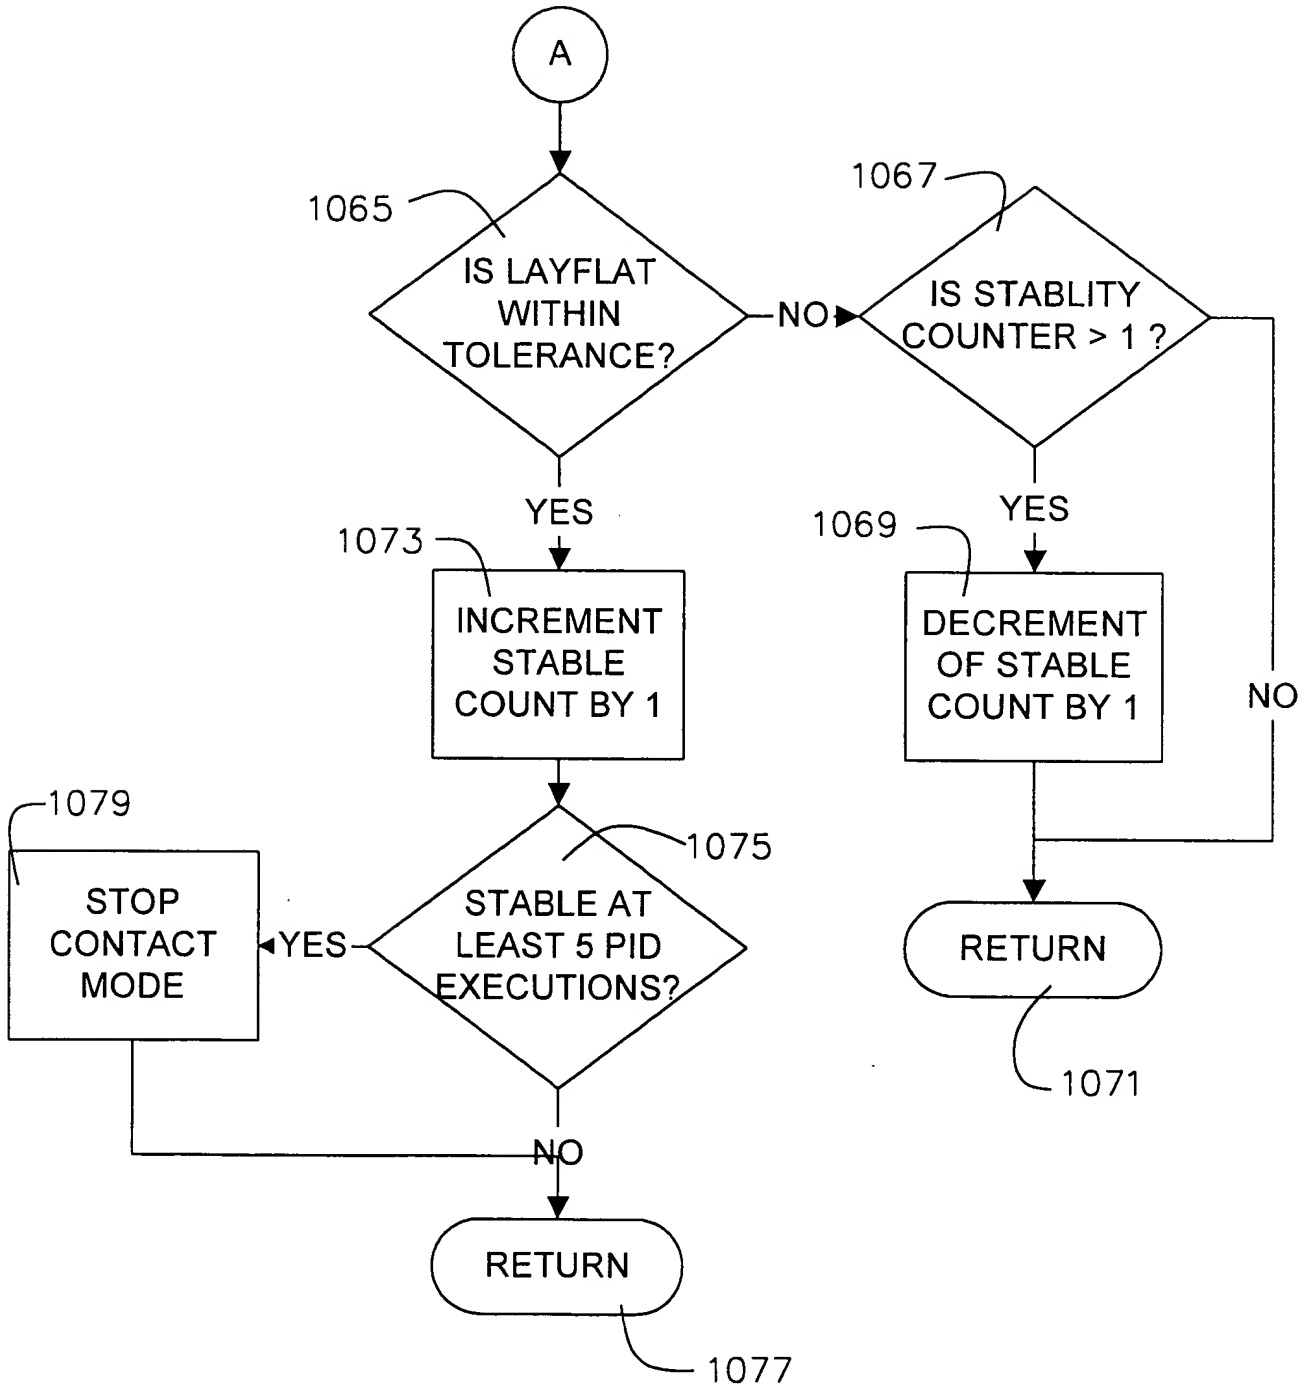 A
1065
IS LAYFLAT
WITHIN
TOLERANCE?
NO
1067
IS STABLITY
COUNTER > 1 ?
YES
1073
INCREMENT
STABLE
COUNT BY 1
YES
1069
DECREMENT
OF STABLE
COUNT BY 1
NO
1079
STOP
CONTACT
MODE
YES
1075
STABLE AT
LEAST 5 PID
EXECUTIONS?
RETURN
1071
NO
RETURN
1077